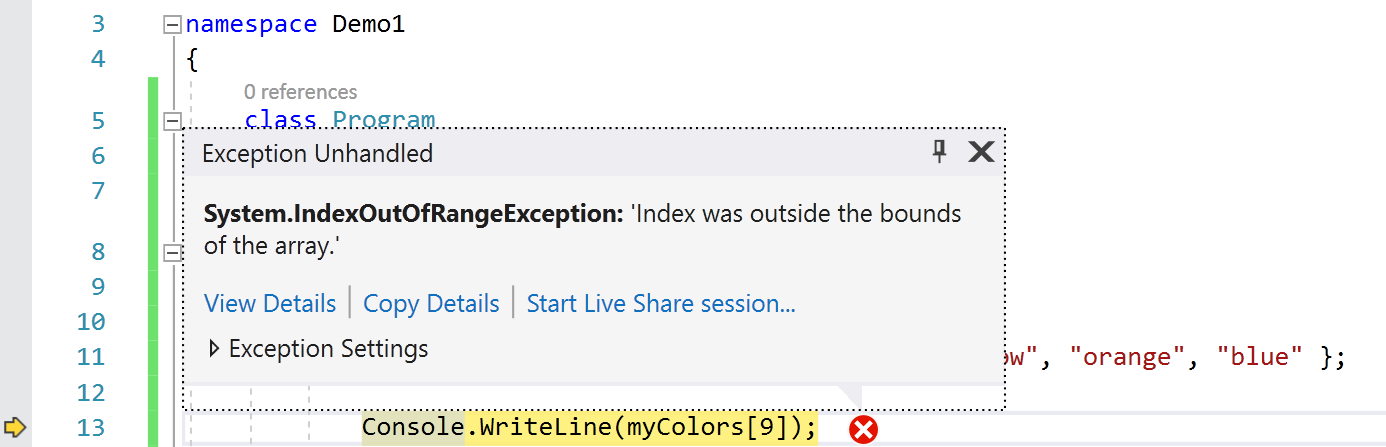 3 namespace Demo1
4 {
0 references
5 class Program
6
7
8
9
10
11 ow", "orange", "blue" };
12
13 Console.WriteLine(myColors[9]);
Exception Unhandled
System.IndexOutOfRangeException: 'Index was outside the bounds
of the array.'
View Details | Copy Details | Start Live Share session...
Exception Settings